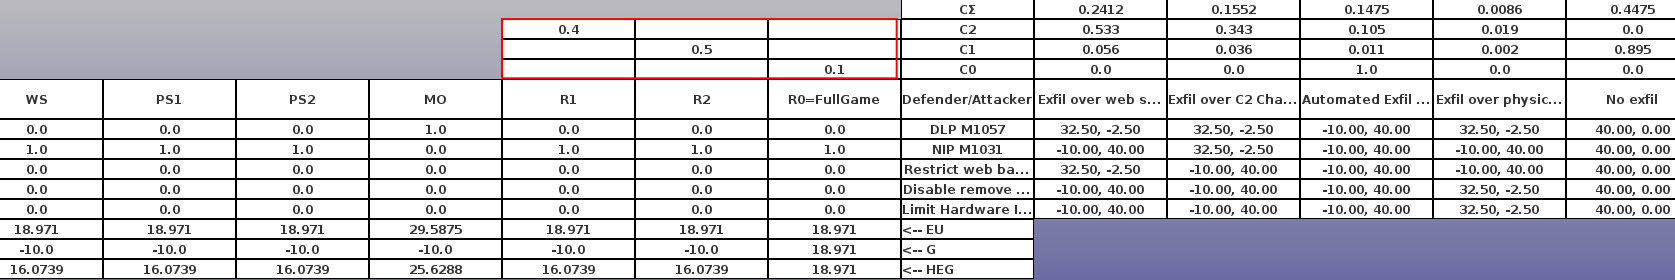 CΣ 0.2412 0.1552 0.1475 0.0086 0.4475
0.4 C2 0.533 0.343 0.105 0.019 0.0
0.5 C1 0.056 0.036 0.011 0.002 0.895
0.1 C0 0.0 0.0 1.0 0.0 0.0
WS PS1 PS2 MO R1 R2 R0=FullGame Defender/Attacker Exfil over web s... Exfil over C2 Cha... Automated Exfil ... Exfil over physic... No exfil
0.0 0.0 0.0 1.0 0.0 0.0 0.0 DLP M1057 32.50, -2.50 32.50, -2.50 -10.00, 40.00 32.50, -2.50 40.00, 0.00
1.0 1.0 1.0 0.0 1.0 1.0 1.0 NIP M1031 -10.00, 40.00 32.50, -2.50 -10.00, 40.00 -10.00, 40.00 40.00, 0.00
0.0 0.0 0.0 0.0 0.0 0.0 0.0 Restrict web ba... 32.50, -2.50 -10.00, 40.00 -10.00, 40.00 -10.00, 40.00 40.00, 0.00
0.0 0.0 0.0 0.0 0.0 0.0 0.0 Disable remove ... -10.00, 40.00 -10.00, 40.00 -10.00, 40.00 32.50, -2.50 40.00, 0.00
0.0 0.0 0.0 0.0 0.0 0.0 0.0 Limit Hardware I... -10.00, 40.00 -10.00, 40.00 -10.00, 40.00 32.50, -2.50 40.00, 0.00
18.971 18.971 18.971 29.5875 18.971 18.971 18.971 <-- EU
-10.0 -10.0 -10.0 -10.0 -10.0 -10.0 18.971 <-- G
16.0739 16.0739 16.0739 25.6288 16.0739 16.0739 18.971 <-- HEG